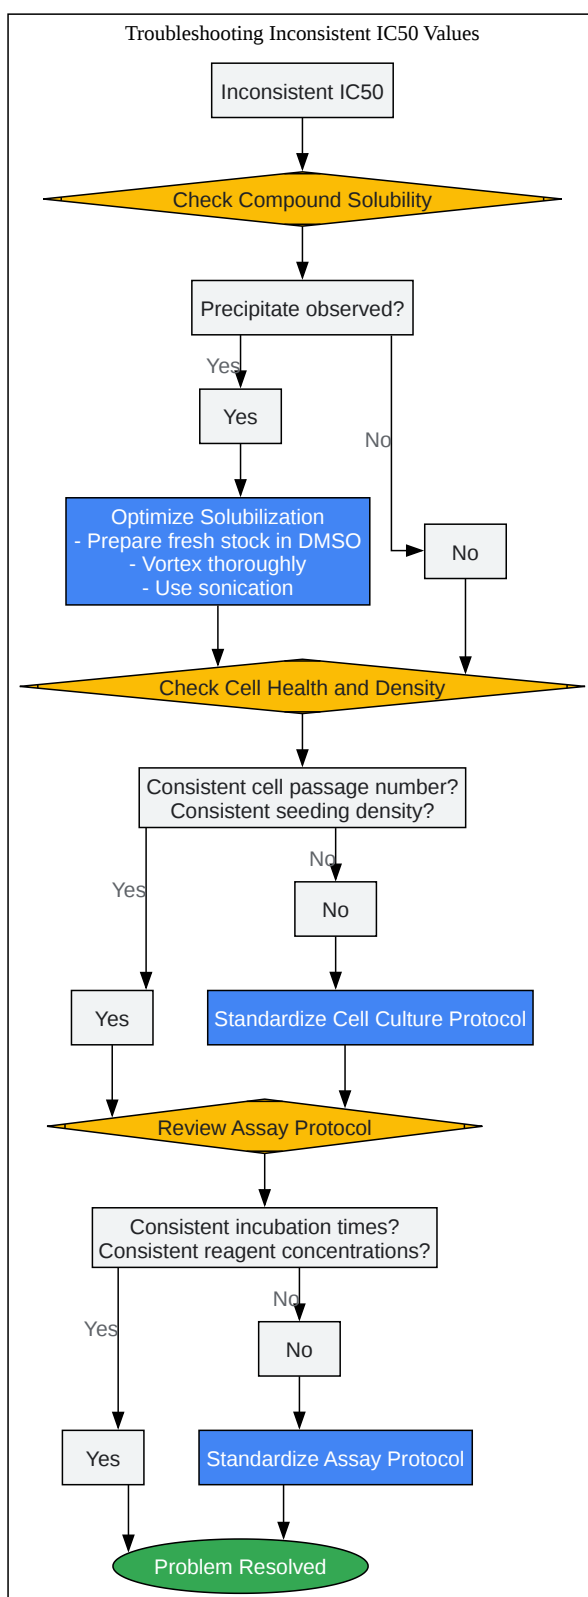 Troubleshooting Inconsistent IC50 Values
Inconsistent IC50
Check Compound Solubility
Precipitate observed?
Yes
Yes
No
Optimize Solubilization
- Prepare fresh stock in DMSO
- Vortex thoroughly
- Use sonication
No
Check Cell Health and Density
Consistent cell passage number?
Consistent seeding density?
No
Yes
No
Yes
Standardize Cell Culture Protocol
Review Assay Protocol
Consistent incubation times?
Consistent reagent concentrations?
No
Yes
No
Yes
Standardize Assay Protocol
Problem Resolved